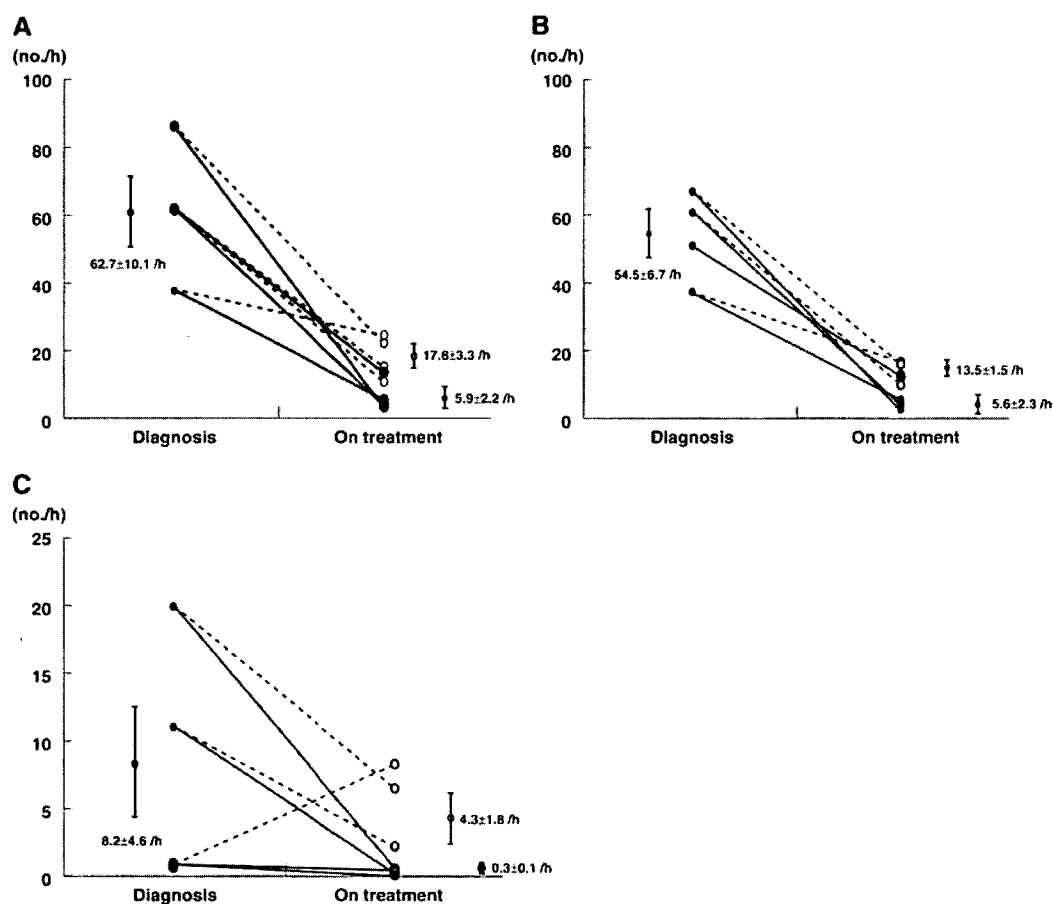 A
(no./h)
100
80
60
40
20
0
62.7±10.1 /h
17.8±3.3 /h
5.9±2.2 /h
Diagnosis
On treatment
B
(no./h)
100
80
60
40
20
0
54.5±6.7 /h
13.5±1.5 /h
5.6±2.3 /h
Diagnosis
On treatment
C
(no./h)
25
20
15
10
5
0
8.2±4.6 /h
4.3±1.8 /h
0.3±0.1 /h
Diagnosis
On treatment